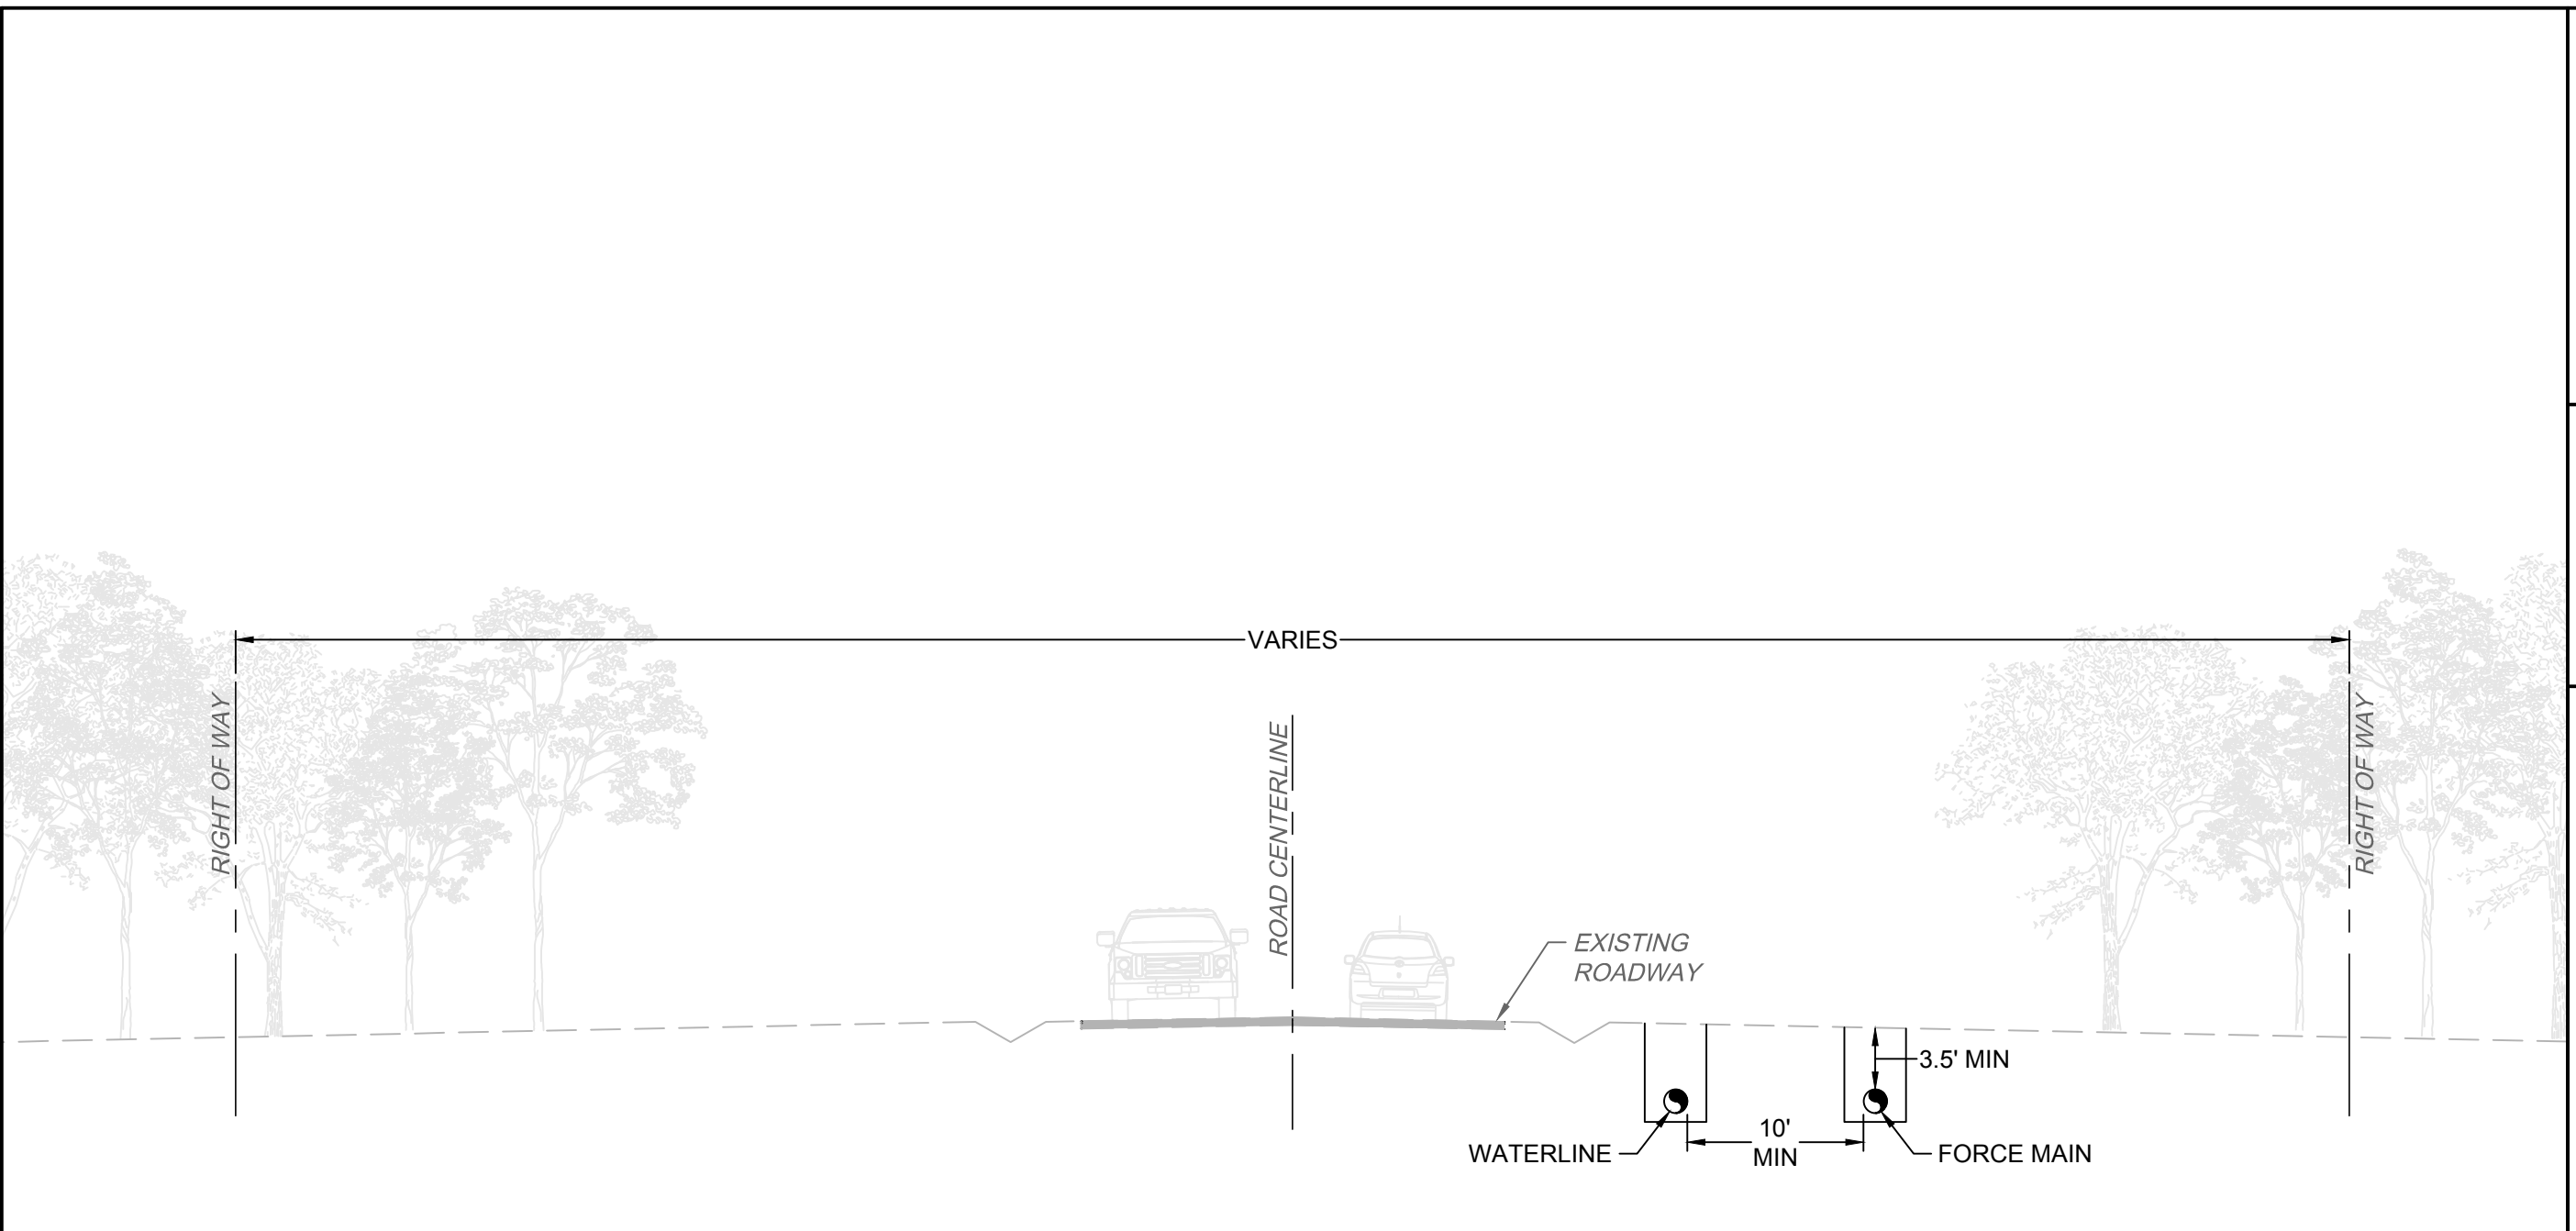 VARIES
RIGHT OF WAY
ROAD CENTERLINE
RIGHT OF WAY
EXISTING
ROADWAY
3.5' MIN
10'
MIN
WATERLINE
FORCE MAIN